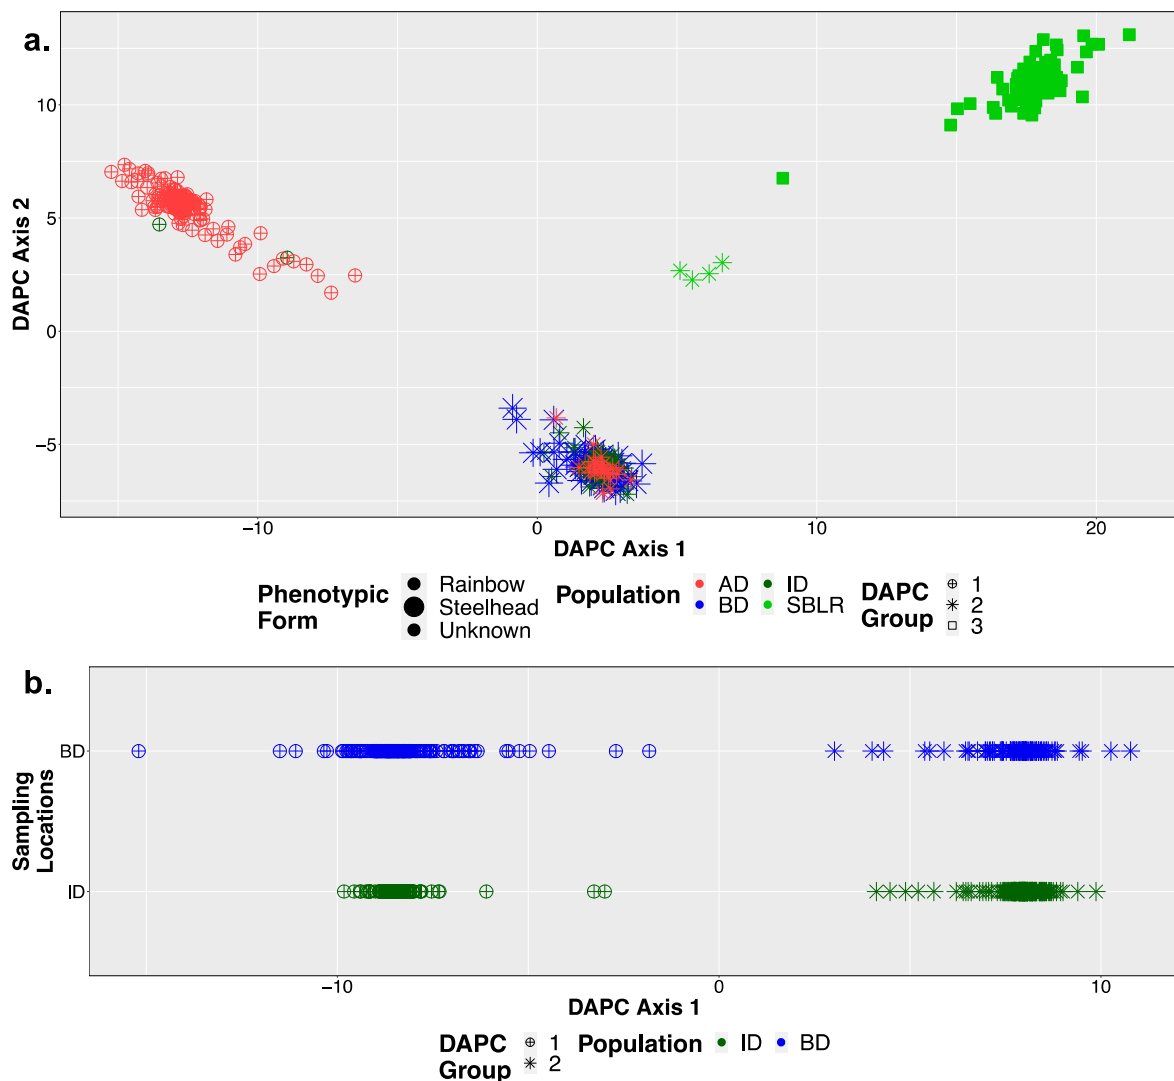 a.
10
5
0
−5
DAPC Axis 2
−10 0 10 20
DAPC Axis 1
Phenotypic Form
Rainbow
Steelhead
Unknown
Population
AD ID
BD SBLR
DAPC Group
1
2
3
b.
BD
ID
Sampling Locations
−10 0 10
DAPC Axis 1
DAPC Group
1
2
Population ID BD